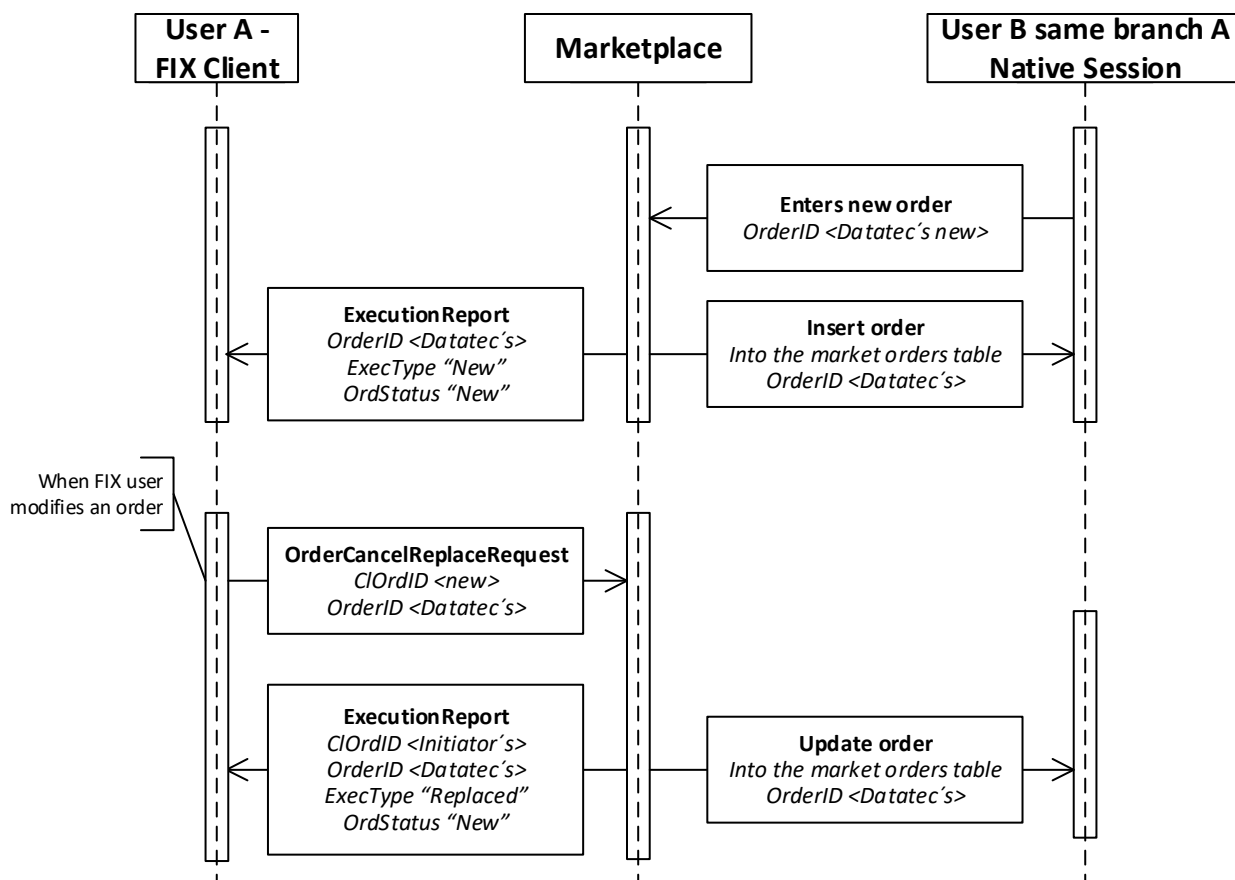 User A -
FIX Client
Marketplace
User B same branch A
Native Session
Enters new order
OrderID <Datatec´s new>
ExecutionReport
OrderID <Datatec´s>
ExecType “New”
OrdStatus “New”
Insert order
Into the market orders table
OrderID <Datatec´s>
When FIX user
modifies an order
OrderCancelReplaceRequest
ClOrdID <new>
OrderID <Datatec´s>
ExecutionReport
ClOrdID <Initiator´s>
OrderID <Datatec´s>
ExecType “Replaced”
OrdStatus “New”
Update order
Into the market orders table
OrderID <Datatec´s>